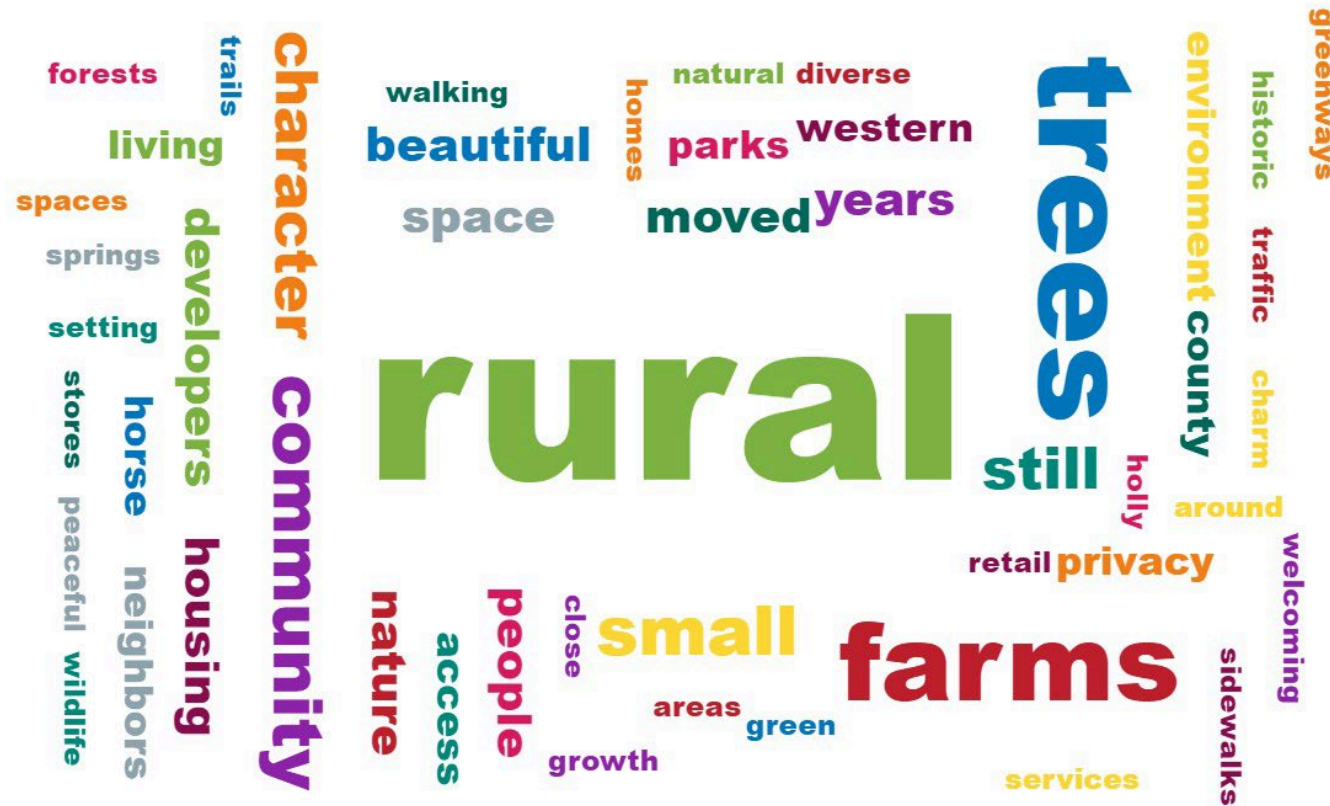 forests
trails
character
living
spaces
springs
developers
setting
stores
horse
community
peaceful
housing
neighbors
wildlife
walking
homes
natural
diverse
beautiful
parks
western
space
moved
years
rural
trees
environment
historic
greenways
traffic
county
charm
still
holly
around
retail
privacy
welcoming
nature
access
people
close
small
farms
areas
green
growth
sidewalks
services